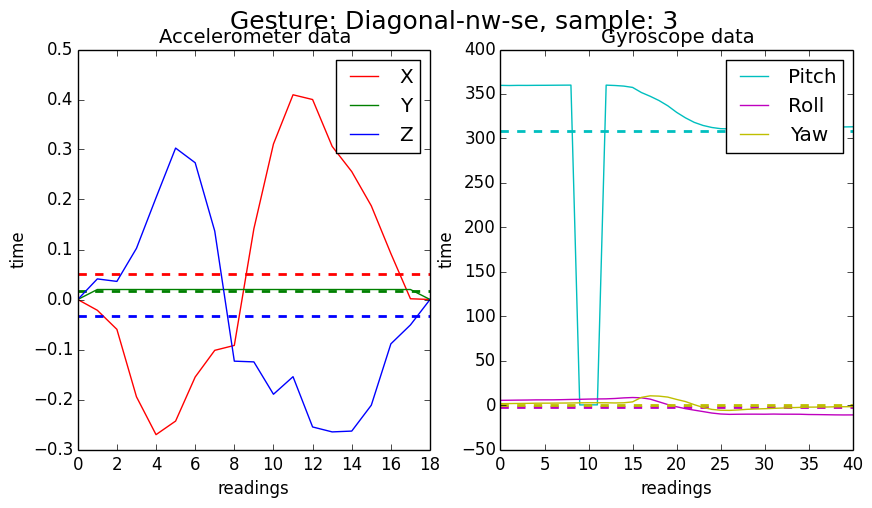 Gesture: Diagonal-nw-se, sample: 3
Accelerometer data
0.5
0.4
0.3
0.2
0.1
0.0
−0.1
−0.2
−0.3
time
0 2 4 6 8 10 12 14 16 18
readings
X
Y
Z
Gyroscope data
400
350
300
250
200
150
100
50
0
−50
time
0 5 10 15 20 25 30 35 40
readings
Pitch
Roll
Yaw